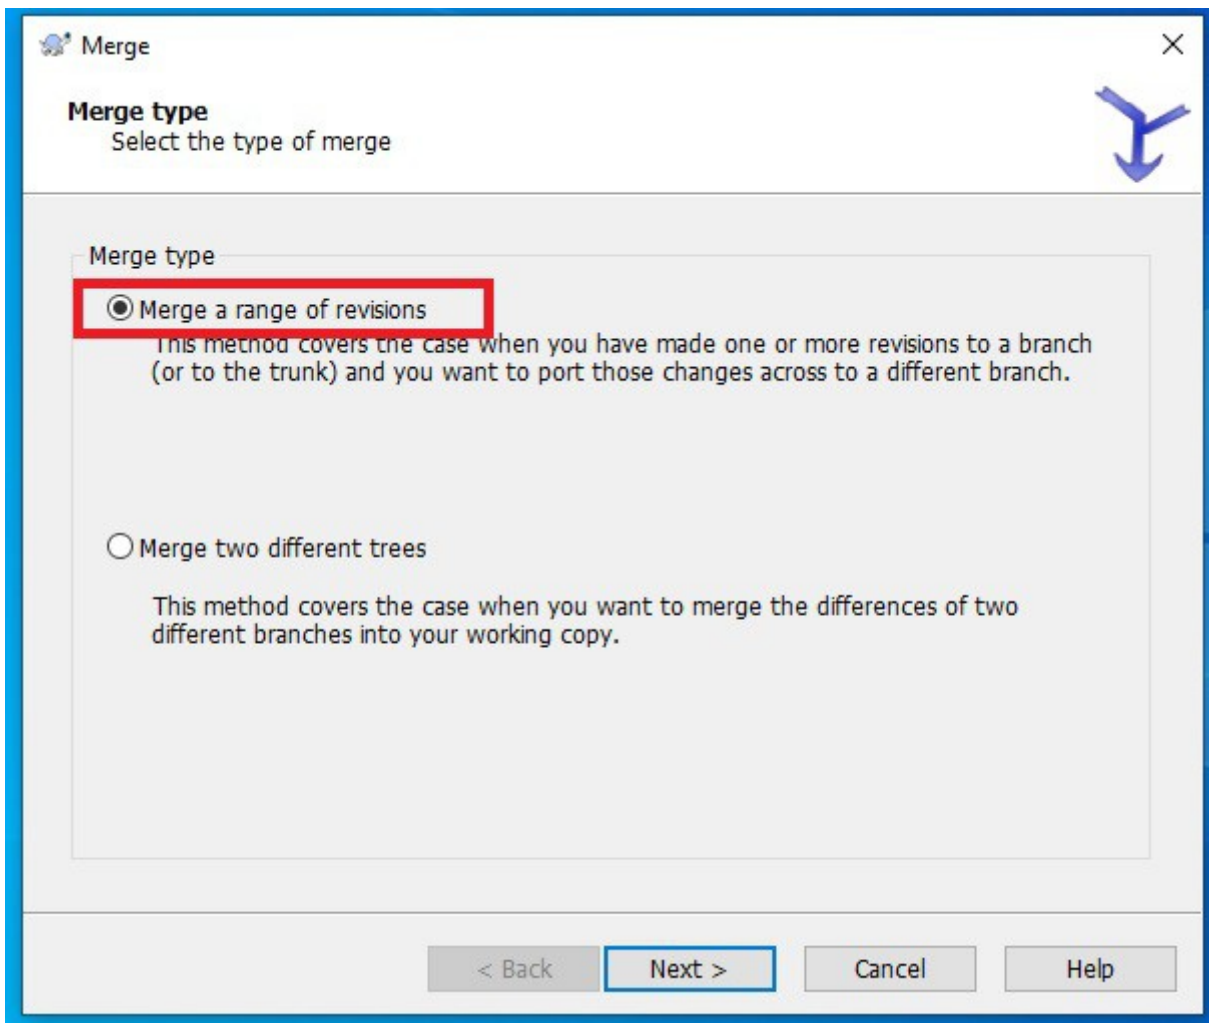 Merge
Merge type
Select the type of merge
Merge type
Merge a range of revisions
This method covers the case when you have made one or more revisions to a branch
(or to the trunk) and you want to port those changes across to a different branch.
Merge two different trees
This method covers the case when you want to merge the differences of two
different branches into your working copy.
< Back Next > Cancel Help